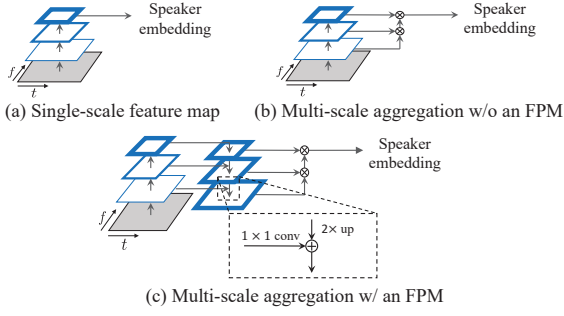 Speaker
embedding
f
t
(a) Single-scale feature map
Speaker
embedding
f
t
(b) Multi-scale aggregation w/o an FPM
Speaker
embedding
f
t
2× up
1 × 1 conv
(c) Multi-scale aggregation w/ an FPM